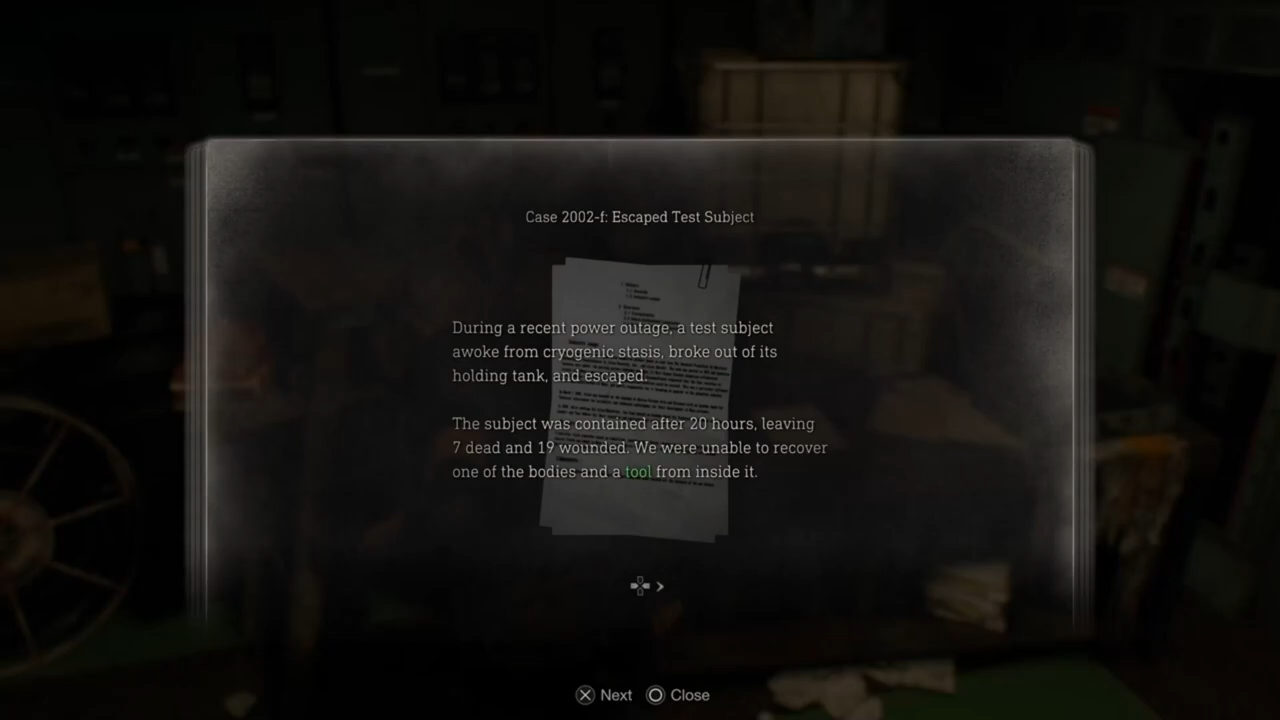 Case 2002-f: Escaped Test Subject
During a recent power outage, a test subject
awoke from cryogenic stasis, broke out of its
holding tank, and escaped.
The subject was contained after 20 hours, leaving
7 dead and 19 wounded. We were unable to recover
one of the bodies and a tool from inside it.
Next Close